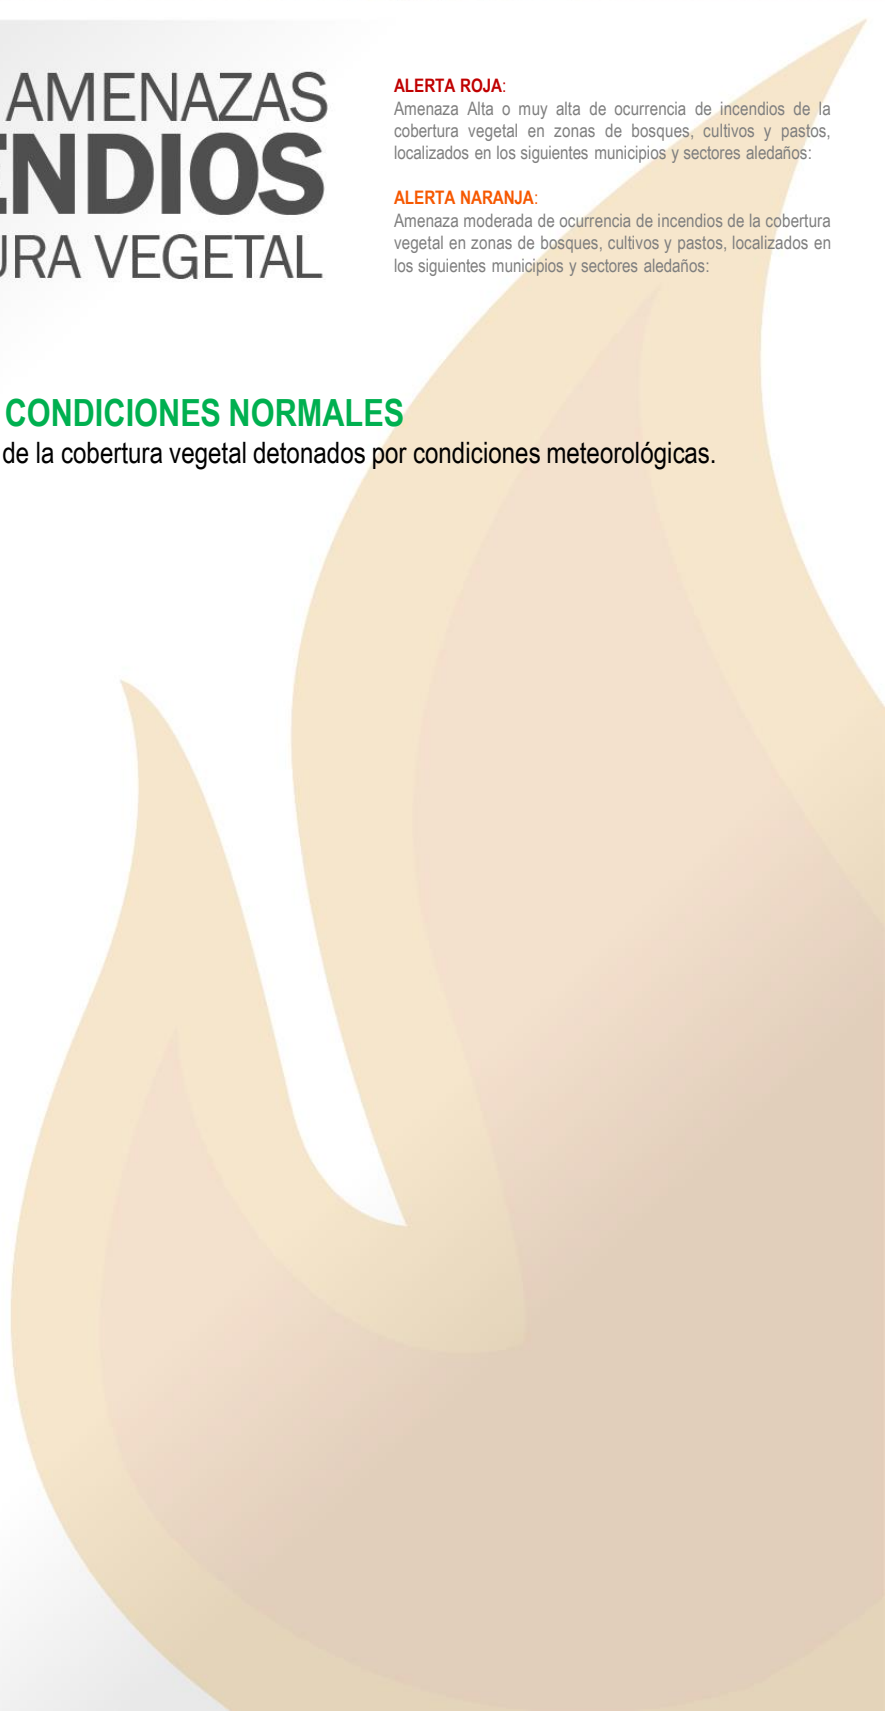 AMENAZAS
ENDIOS
URA VEGETAL
ALERTA ROJA:
Amenaza Alta o muy alta de ocurrencia de incendios de la
cobertura vegetal en zonas de bosques, cultivos y pastos,
localizados en los siguientes municipios y sectores aledaños:
ALERTA NARANJA:
Amenaza moderada de ocurrencia de incendios de la cobertura
vegetal en zonas de bosques, cultivos y pastos, localizados en
los siguientes municipios y sectores aledaños:
CONDICIONES NORMALES
de la cobertura vegetal detonados por condiciones meteorológicas.